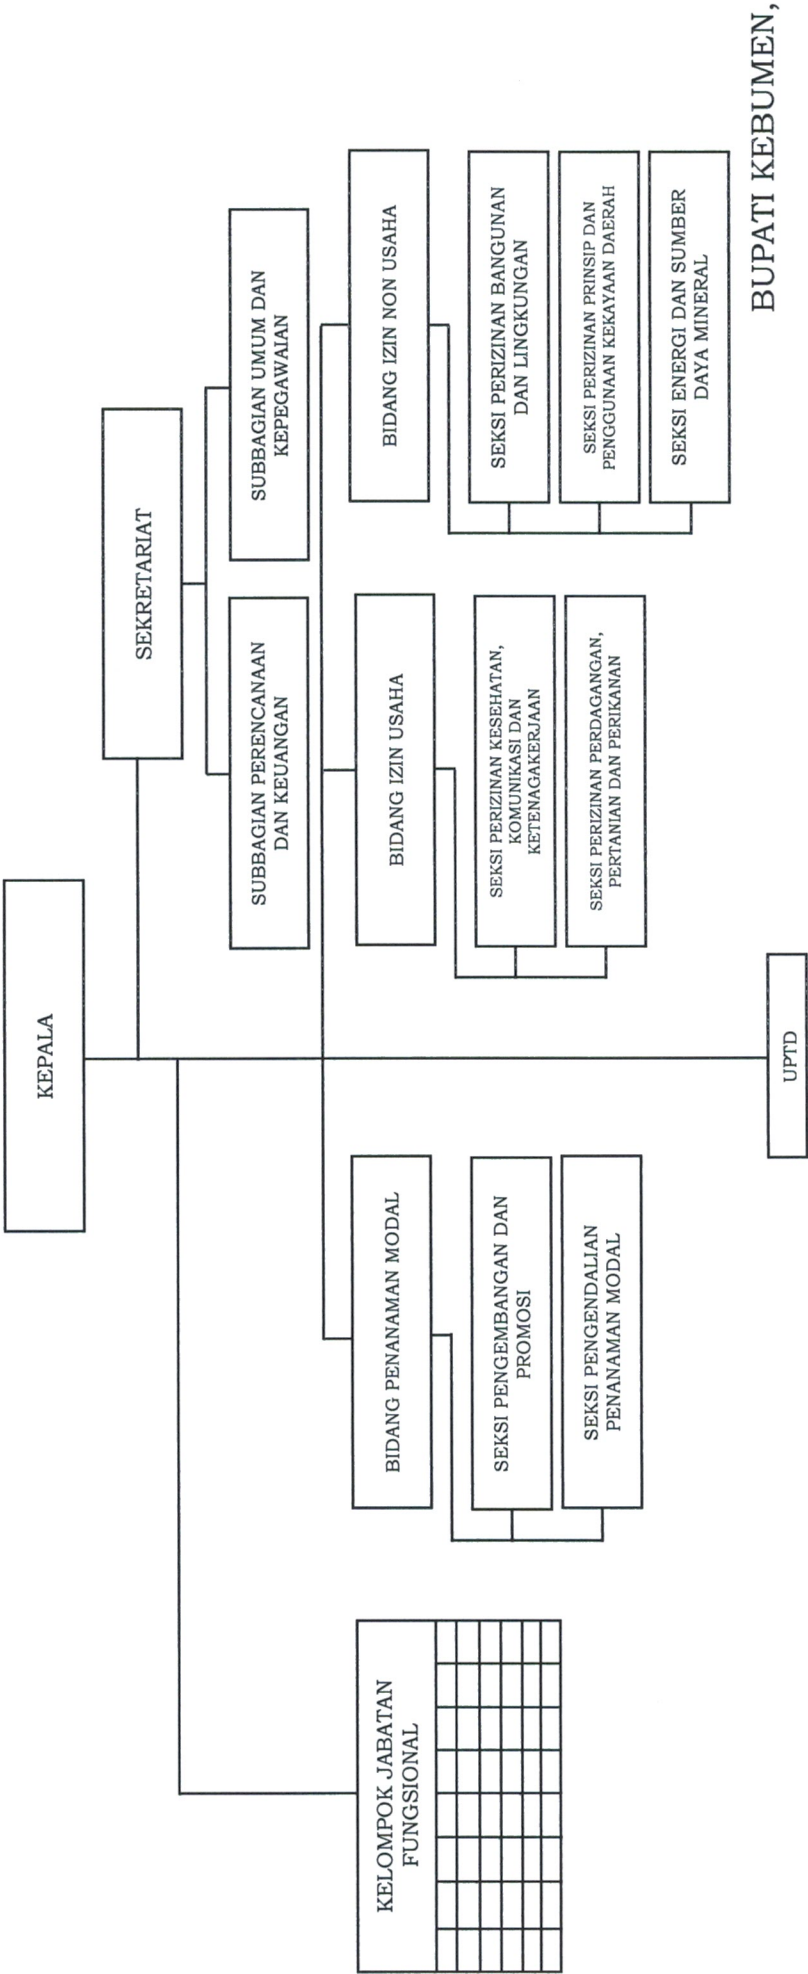 KEPALA
SEKRETARIAT
SUBBAGIAN PERENCANAAN
DAN KEUANGAN
SUBBAGIAN UMUM DAN
KEPEGAWAIAN
KELOMPOK JABATAN
FUNGSIONAL
BIDANG PENANAMAN MODAL
SEKSI PENGEMBANGAN DAN
PROMOSI
SEKSI PENGENDALIAN
PENANAMAN MODAL
BIDANG IZIN USAHA
SEKSI PERIZINAN KESEHATAN,
KOMUNIKASI DAN
KETENAGAKERJAAN
SEKSI PERIZINAN PERDAGANGAN,
PERTANIAN DAN PERIKANAN
BIDANG IZIN NON USAHA
SEKSI PERIZINAN BANGUNAN
DAN LINGKUNGAN
SEKSI PERIZINAN PRINSIP DAN
PENGGUNAAN KEKAYAAN DAERAH
SEKSI ENERGI DAN SUMBER
DAYA MINERAL
UPTD
BUPATI KEBUMEN,